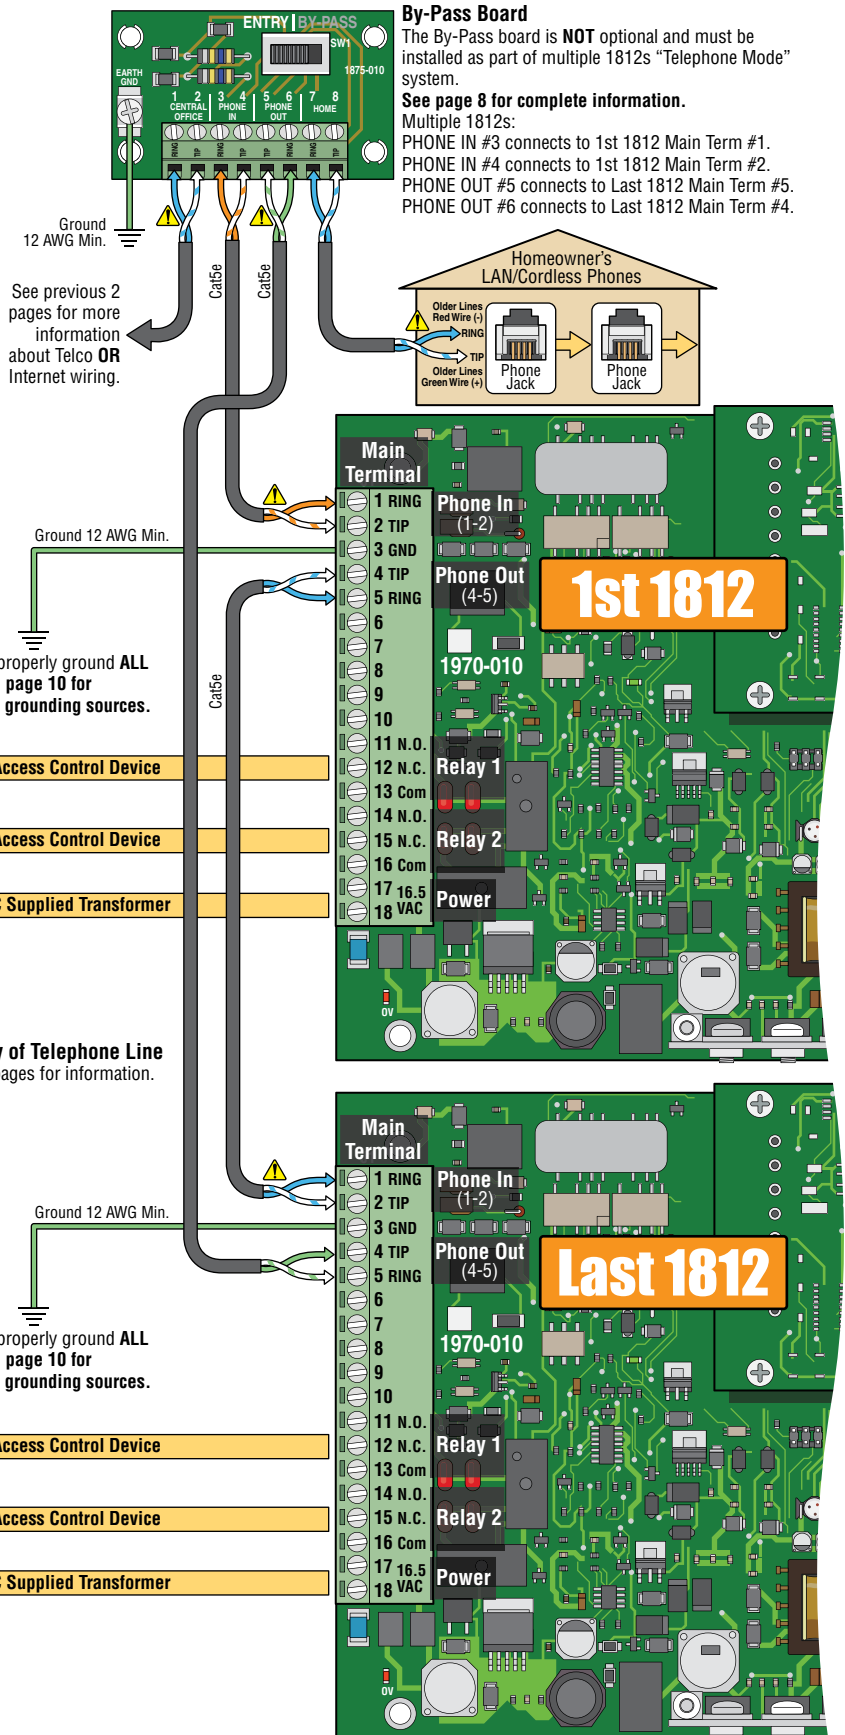 By-Pass Board
The By-Pass board is NOT optional and must be
installed as part of multiple 1812s “Telephone Mode”
system.
See page 8 for complete information.
Multiple 1812s:
PHONE IN #3 connects to 1st 1812 Main Term #1.
PHONE IN #4 connects to 1st 1812 Main Term #2.
PHONE OUT #5 connects to Last 1812 Main Term #5.
PHONE OUT #6 connects to Last 1812 Main Term #4.
ENTRY BY-PASS
SW1
1875-010
EARTH
GND
1 2 3 4 5 6 7 8
CENTRAL
OFFICE
PHONE
IN
PHONE
OUT
HOME
RING TIP RING TIP TIP RING RING TIP
Ground
12 AWG Min.
Cat5e
Cat5e
See previous 2
pages for more
information
about Telco OR
Internet wiring.
Homeowner’s
LAN/Cordless Phones
Older Lines
Red Wire (-)
RING
TIP
Older Lines
Green Wire (+)
Phone
Jack
Phone
Jack
Main
Terminal
1 RING
2 TIP
3 GND
4 TIP
5 RING
6
7
8
9
10
11 N.O.
12 N.C.
13 Com
14 N.O.
15 N.C.
16 Com
17 16.5
18 VAC
Phone In
(1-2)
Phone Out
(4-5)
1st 1812
1970-010
Relay 1
Relay 2
Power
0V
Ground 12 AWG Min.
properly ground ALL
page 10 for
grounding sources.
Cat5e
Access Control Device
Access Control Device
C Supplied Transformer
y of Telephone Line
pages for information.
Main
Terminal
1 RING
2 TIP
3 GND
4 TIP
5 RING
6
7
8
9
10
11 N.O.
12 N.C.
13 Com
14 N.O.
15 N.C.
16 Com
17 16.5
18 VAC
Phone In
(1-2)
Phone Out
(4-5)
Last 1812
1970-010
Relay 1
Relay 2
Power
0V
Ground 12 AWG Min.
properly ground ALL
page 10 for
grounding sources.
Access Control Device
Access Control Device
C Supplied Transformer